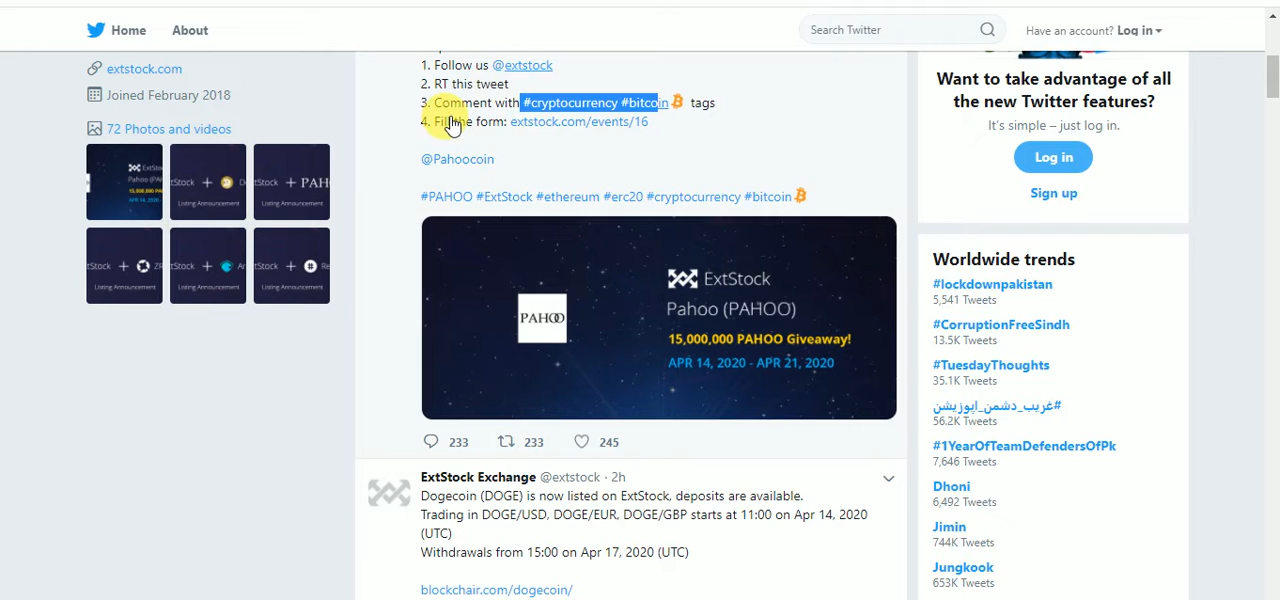 Home
About
Search Twitter
Have an account? Log in
extstock.com
Joined February 2018
72 Photos and videos
1. Follow us @extstock
2. RT this tweet
3. Comment with #cryptocurrency #bitcoin tags
4. Fill the form: extstock.com/events/16
@Pahoocoin
#PAHOO #ExtStock #ethereum #erc20 #cryptocurrency #bitcoin
PAHOO
ExtStock
Pahoo (PAHOO)
15,000,000 PAHOO Giveaway!
APR 14, 2020 - APR 21, 2020
233 233 245
ExtStock Exchange @extstock · 2h
Dogecoin (DOGE) is now listed on ExtStock, deposits are available.
Trading in DOGE/USD, DOGE/EUR, DOGE/GBP starts at 11:00 on Apr 14, 2020
(UTC)
Withdrawals from 15:00 on Apr 17, 2020 (UTC)
blockchair.com/dogecoin/
Want to take advantage of all
the new Twitter features?
It's simple – just log in.
Log in
Sign up
Worldwide trends
#lockdownpakistan
5,541 Tweets
#CorruptionFreeSindh
13.5K Tweets
#TuesdayThoughts
35.1K Tweets
#غریب_دشمن_اپوزیشن
56.2K Tweets
#1YearOfTeamDefendersOfPk
7,646 Tweets
Dhoni
6,492 Tweets
Jimin
744K Tweets
Jungkook
653K Tweets